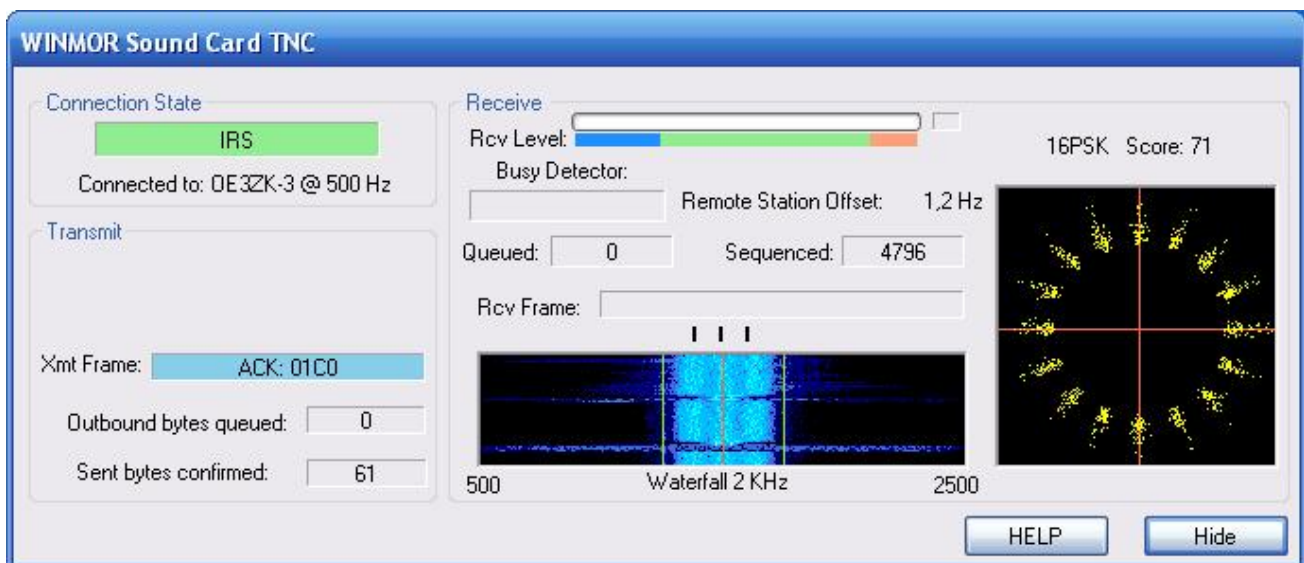 WINMOR Sound Card TNC
Connection State
IRS
Connected to: OE3ZK-3 @ 500 Hz
Transmit
Xmt Frame: ACK: 01C0
Outbound bytes queued: 0
Sent bytes confirmed: 61
Receive
Rcv Level:
Busy Detector:
Remote Station Offset: 1,2 Hz
Queued: 0 Sequenced: 4796
Rcv Frame:
500 Waterfall 2 KHz 2500
16PSK Score: 71
HELP Hide